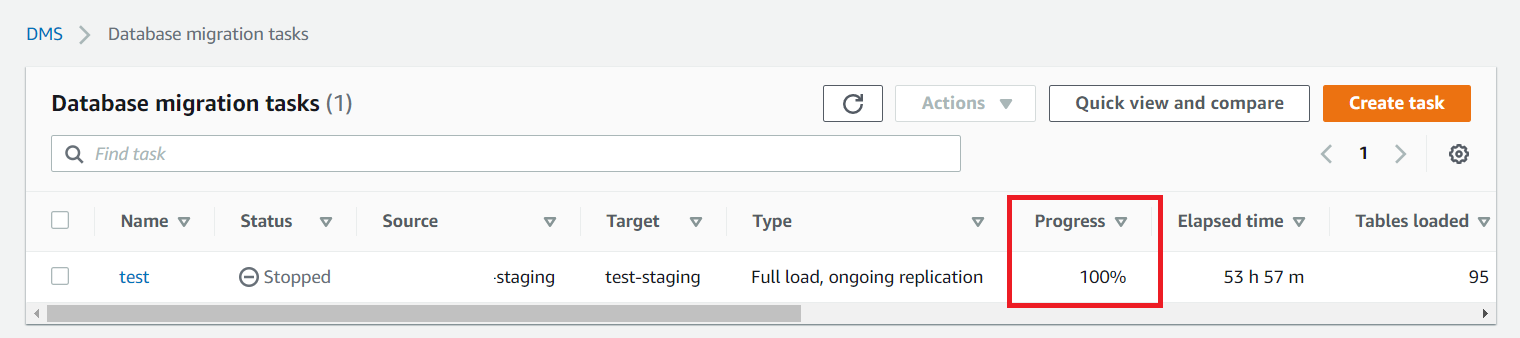 DMS > Database migration tasks
Database migration tasks (1)
Actions
Quick view and compare
Create task
Find task
1
Name Status Source Target Type Progress Elapsed time Tables loaded
test Stopped -staging test-staging Full load, ongoing replication 100% 53 h 57 m 95